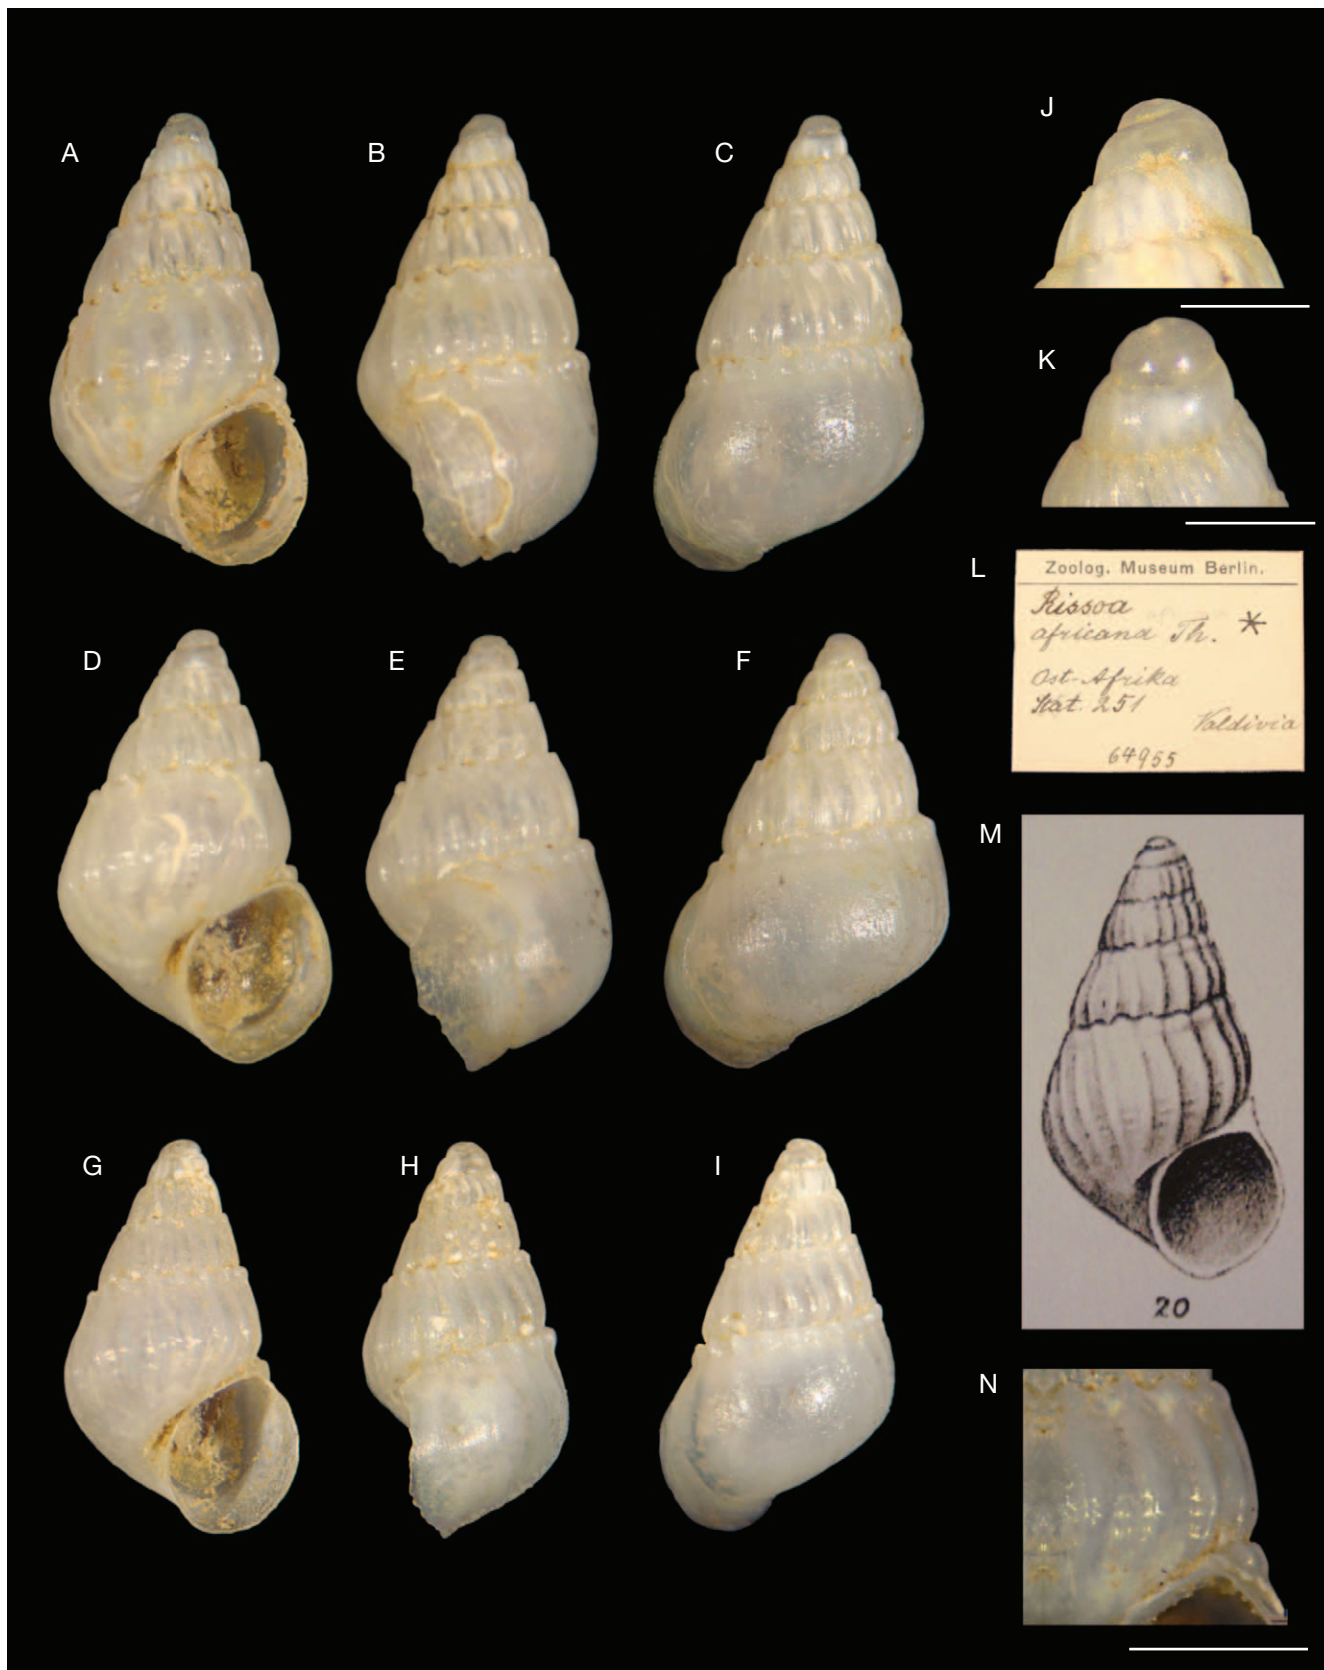 A
B
C
J
K
L
Zoolog. Museum Berlin.
Rissoa
africana Th. *
Ost-Afrika
Stat. 251
Valdivia
64955
D
E
F
M
20
G
H
I
N